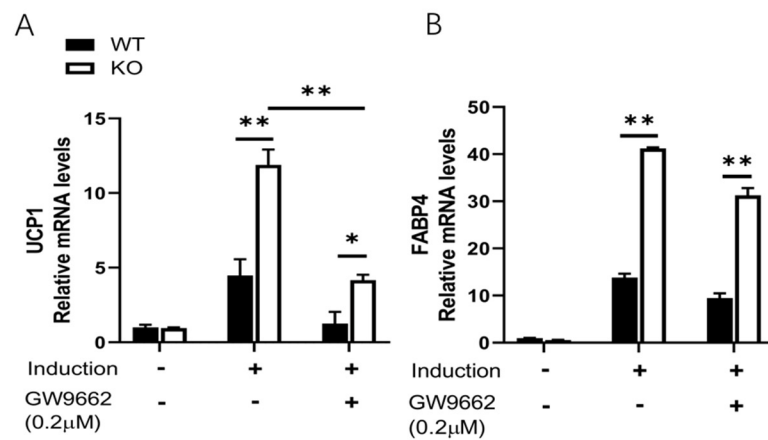 A
WT
KO
UCP1
Relative mRNA levels
15
10
5
0
**
**
*
Induction - + +
GW9662 - - +
(0.2μM)
B
FABP4
Relative mRNA levels
50
40
30
20
10
0
**
**
Induction - + +
GW9662 - - +
(0.2μM)